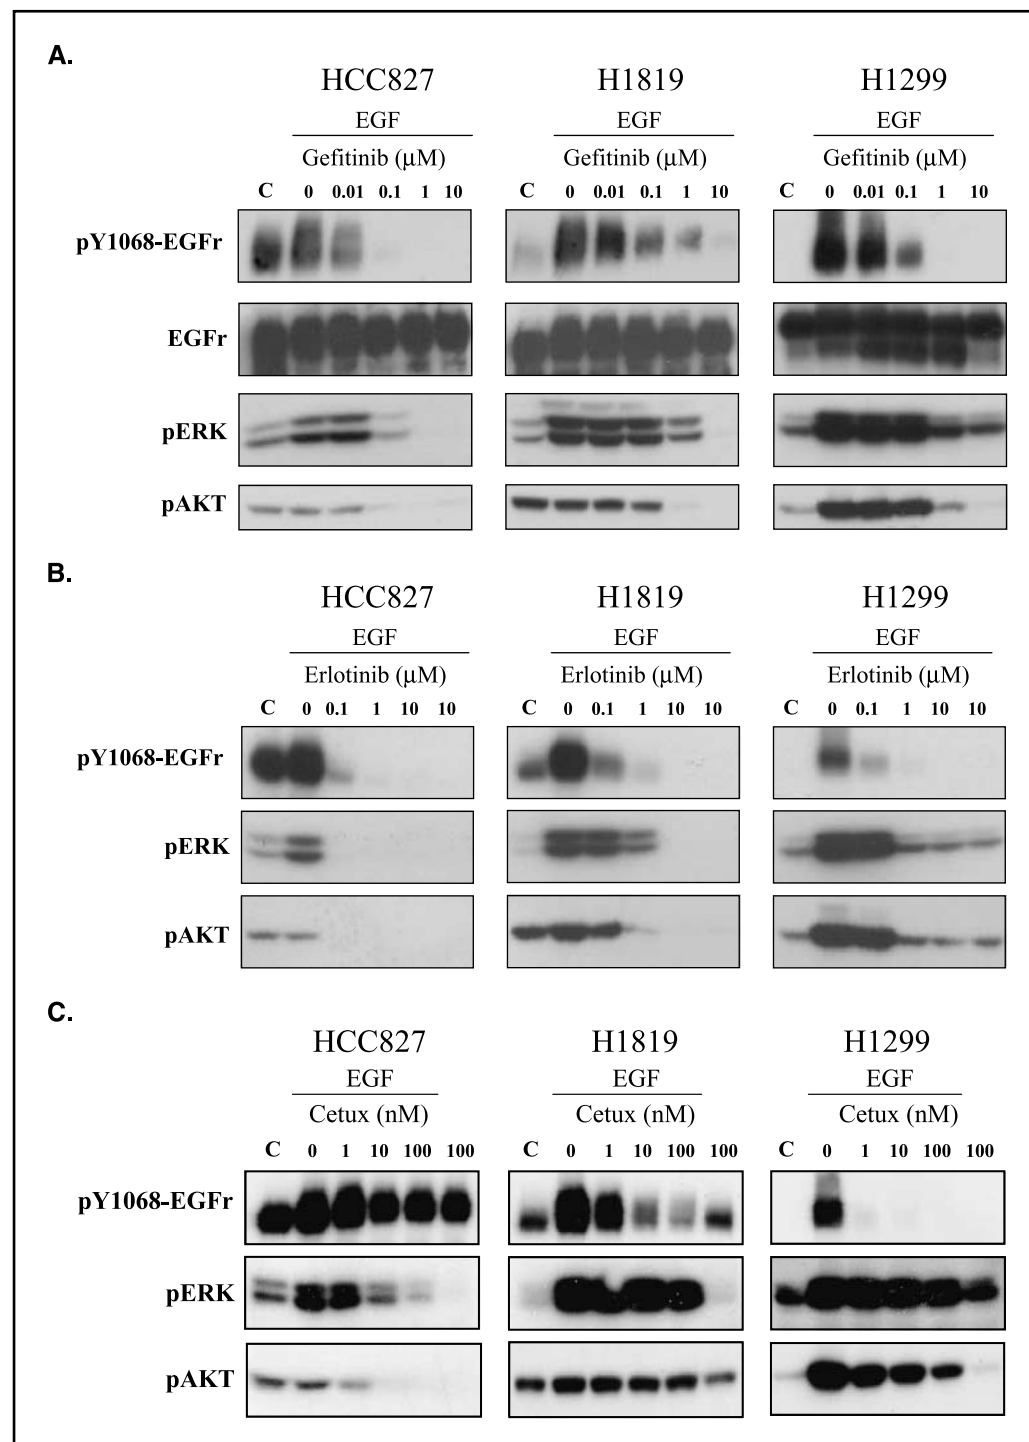 A.
HCC827 H1819 H1299
EGF EGF EGF
Gefitinib (µM) Gefitinib (µM) Gefitinib (µM)
C 0 0.01 0.1 1 10 C 0 0.01 0.1 1 10 C 0 0.01 0.1 1 10
pY1068-EGFr
EGFr
pERK
pAKT
B.
HCC827 H1819 H1299
EGF EGF EGF
Erlotinib (µM) Erlotinib (µM) Erlotinib (µM)
C 0 0.1 1 10 10 C 0 0.1 1 10 10 C 0 0.1 1 10 10
pY1068-EGFr
pERK
pAKT
C.
HCC827 H1819 H1299
EGF EGF EGF
Cetux (nM) Cetux (nM) Cetux (nM)
C 0 1 10 100 100 C 0 1 10 100 100 C 0 1 10 100 100
pY1068-EGFr
pERK
pAKT